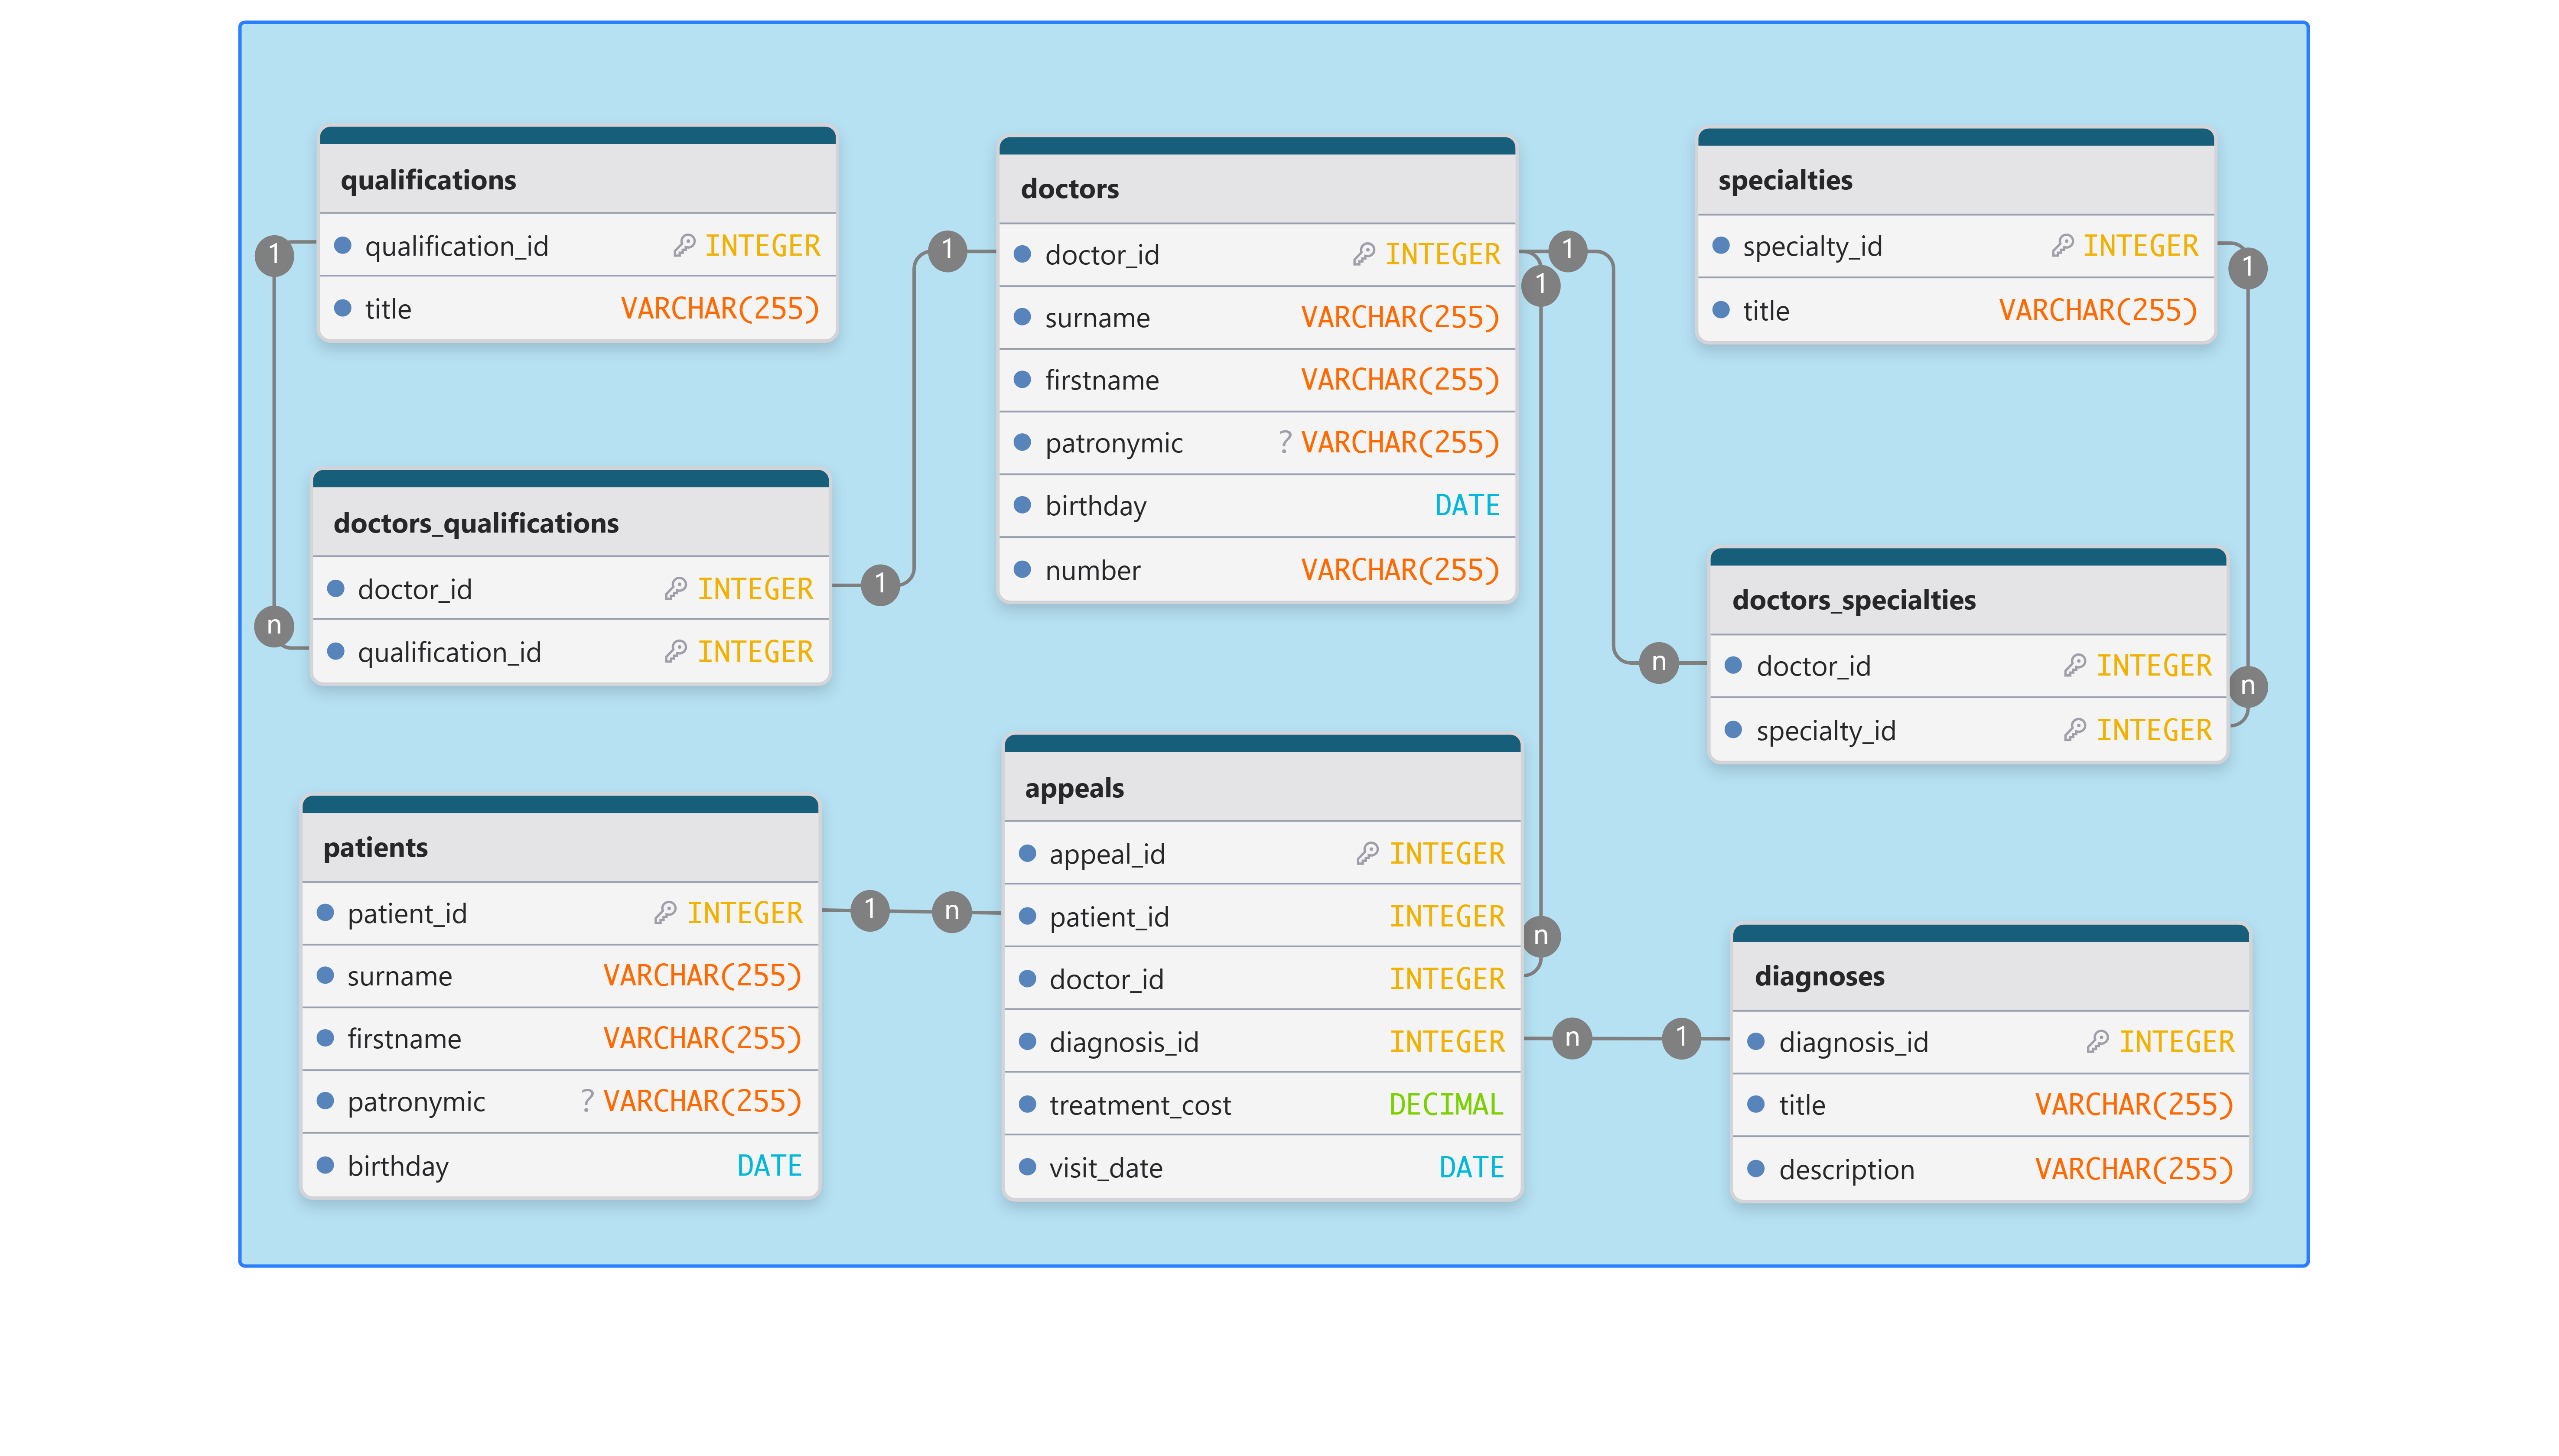 qualifications
qualification_id INTEGER
title VARCHAR(255)
1
n
doctors_qualifications
doctor_id INTEGER
qualification_id INTEGER
1
1
doctors
doctor_id INTEGER
surname VARCHAR(255)
firstname VARCHAR(255)
patronymic ? VARCHAR(255)
birthday DATE
number VARCHAR(255)
1
1
n
specialties
specialty_id INTEGER
title VARCHAR(255)
1
n
doctors_specialties
doctor_id INTEGER
specialty_id INTEGER
patients
patient_id INTEGER
surname VARCHAR(255)
firstname VARCHAR(255)
patronymic ? VARCHAR(255)
birthday DATE
1
n
appeals
appeal_id INTEGER
patient_id INTEGER
doctor_id INTEGER
diagnosis_id INTEGER
treatment_cost DECIMAL
visit_date DATE
n
n
1
diagnoses
diagnosis_id INTEGER
title VARCHAR(255)
description VARCHAR(255)